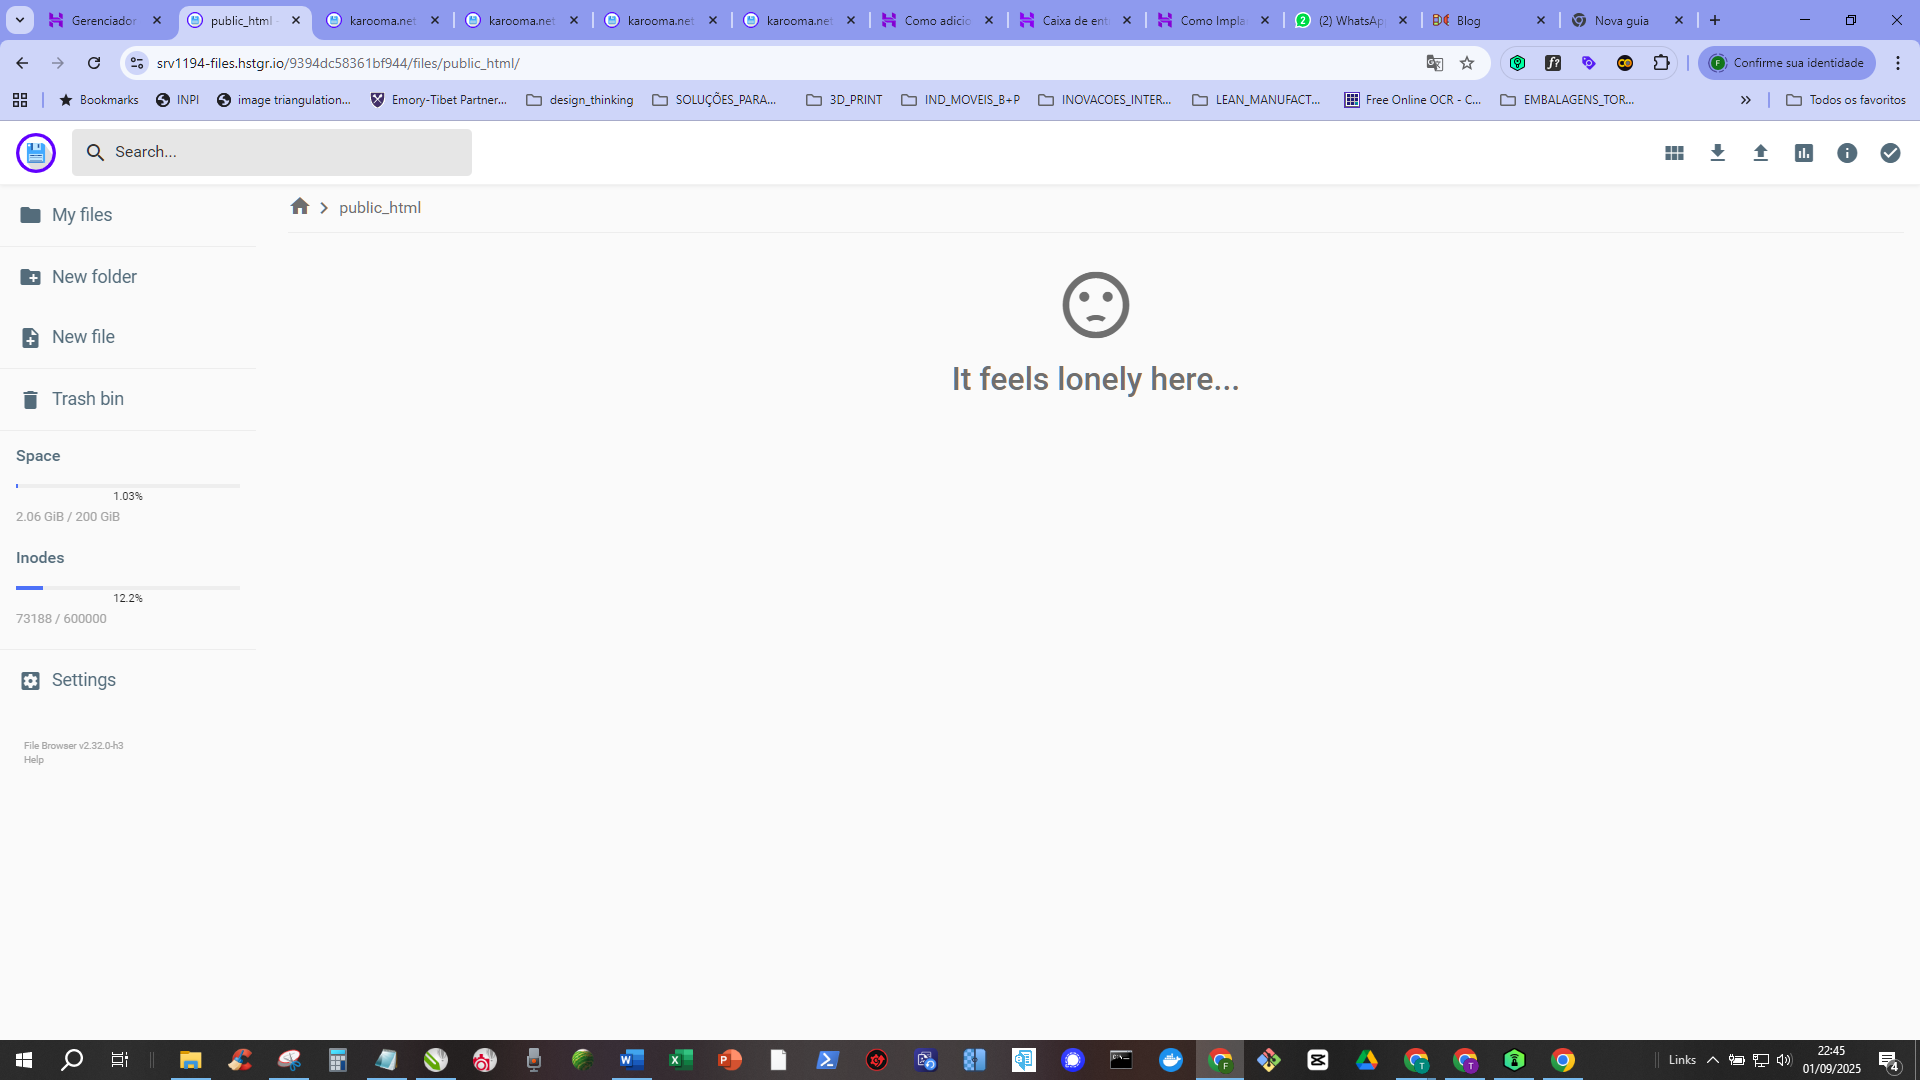 Gerenciador
public_html -
karooma.net
karooma.net
karooma.net
karooma.net
Como adicio
Caixa de ent
Como Impla
(2) WhatsAp
Blog
Nova guia
srv1194-files.hstgr.io/9394dc58361bf944/files/public_html/
Confirme sua identidade
Bookmarks
INPI
image triangulation...
Emory-Tibet Partner...
design_thinking
SOLUÇÕES_PARA...
3D_PRINT
IND_MOVEIS_B+P
INOVACOES_INTER...
LEAN_MANUFACT...
Free Online OCR - C...
EMBALAGENS_TOR...
Todos os favoritos
Search...
My files
public_html
New folder
New file
It feels lonely here...
Trash bin
Space
1.03%
2.06 GiB / 200 GiB
Inodes
12.2%
73188 / 600000
Settings
File Browser v2.32.0-h3
Help
Links
22:45
01/09/2025
4